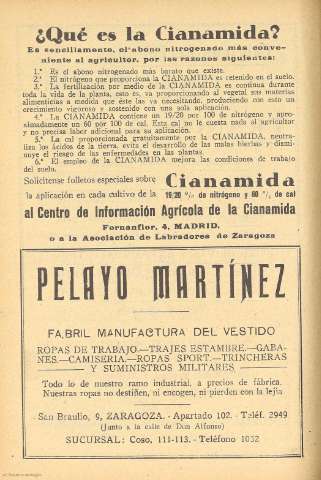 ¿Qué es la Cianamida?
Es sencillamente, el abono nitrogenado más conve-
niente al agricultor, por las razones siguientes:
1.ª Es el abono nitrogenado más barato que existe.
2.ª El nitrógeno que proporciona la CIANAMIDA es retenido en el suelo.
3.ª La fertilización por medio de la CIANAMIDA es continua durante
toda la vida de la planta, esto es, va proporcionando al vegetal sus materias
alimenticias a medida que éste las va necesitando, produciendo con esto un
crecimiento vigoroso y sostenido con una sola aplicación.
4.ª La CIANAMIDA contiene un 19/20 por 100 de nitrógeno y apro-
ximadamente un 60 por 100 de cal. Esta cal no le cuesta nada al agricultor
y no precisa labor adicional para su aplicación.
5.ª La cal proporcionada gratuitamente por la CIANAMIDA, neutrali-
za los ácidos de la tierra, evita el desarrollo de las malas hierbas y dismi-
nuye el riesgo de las enfermedades en las plantas.
6.ª El empleo de la CIANAMIDA mejora las condiciones de trabajo
del suelo.
Solicítense folletos especiales sobre Cianamida
la aplicación en cada cultivo de la 19/20 % de nitrógeno y 60 % de cal
al Centro de Información Agrícola de la Cianamida
Fernanflor, 4, MADRID,
o a la Asociación de Labradores de Zaragoza
PELAYO MARTÍNEZ
FABRIL MANUFACTURA DEL VESTIDO
ROPAS DE TRABAJO—TRAJES ESTAMBRE.—GABA-
NES.—CAMISERIA.—ROPAS SPORT.—TRINCHERAS
Y SUMINISTROS MILITARES
Todo lo de nuestro ramo industrial, a precios de fábrica.
Nuestras ropas no destiñen, ni encogen, ni pierden con la lejía
San Braulio, 9, ZARAGOZA. - Apartado 102. - Teléf. 2949
(Junto a la calle de Don Alfonso)
SUCURSAL: Coso, 111-113. - Teléfono 1032